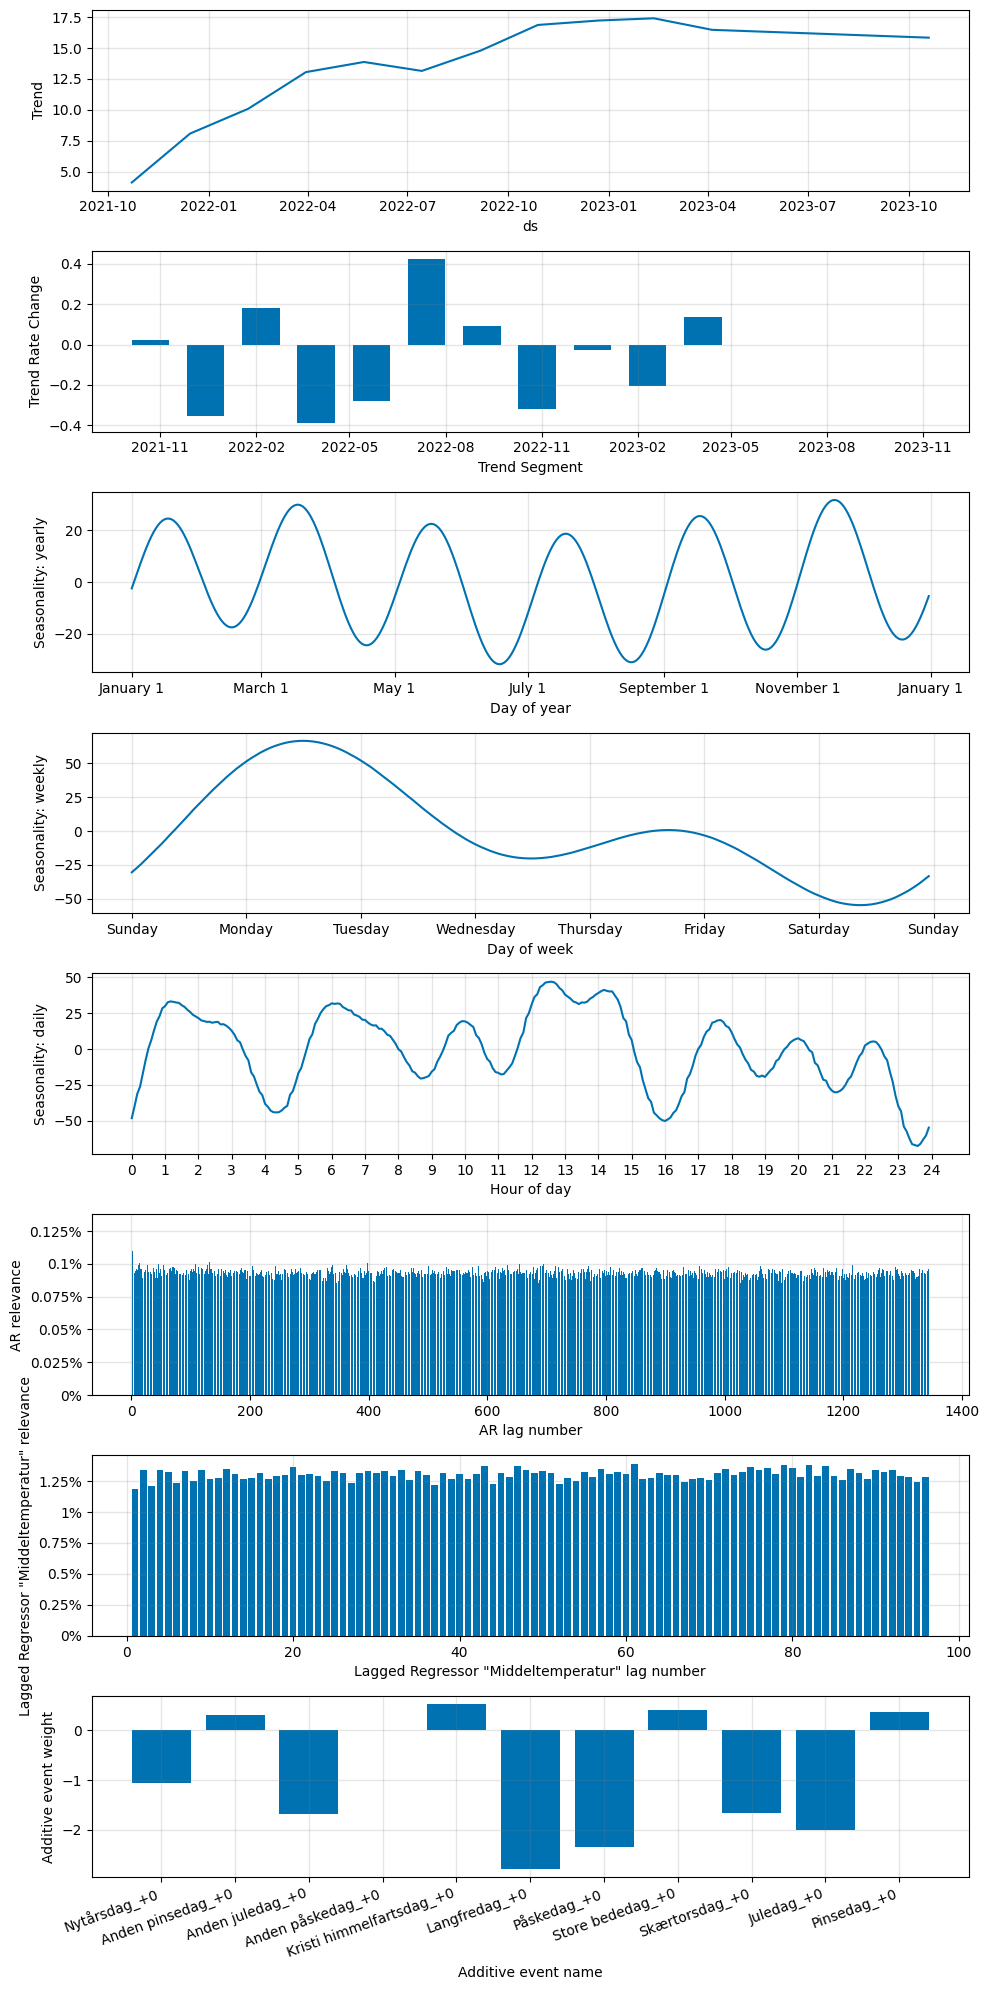 17.5
15.0
12.5
10.0
7.5
5.0
Trend
2021-10 2022-01 2022-04 2022-07 2022-10 2023-01 2023-04 2023-07 2023-10
ds
0.4
0.2
0.0
−0.2
−0.4
Trend Rate Change
2021-11 2022-02 2022-05 2022-08 2022-11 2023-02 2023-05 2023-08 2023-11
Trend Segment
20
0
−20
Seasonality: yearly
January 1 March 1 May 1 July 1 September 1 November 1 January 1
Day of year
50
25
0
−25
−50
Seasonality: weekly
Sunday Monday Tuesday Wednesday Thursday Friday Saturday Sunday
Day of week
50
25
0
−25
−50
Seasonality: daily
0 1 2 3 4 5 6 7 8 9 10 11 12 13 14 15 16 17 18 19 20 21 22 23 24
Hour of day
0.125%
0.1%
0.075%
0.05%
0.025%
0%
AR relevance
0 200 400 600 800 1000 1200 1400
AR lag number
1.25%
1%
0.75%
0.5%
0.25%
0%
Lagged Regressor "Middeltemperatur" relevance
0 20 40 60 80 100
Lagged Regressor "Middeltemperatur" lag number
0
−1
−2
Additive event weight
Nytårsdag_+0
Anden pinsedag_+0
Anden juledag_+0
Anden påskedag_+0
Kristi himmelfartsdag_+0
Langfredag_+0
Påskedag_+0
Store bededag_+0
Skærtorsdag_+0
Juledag_+0
Pinsedag_+0
Additive event name